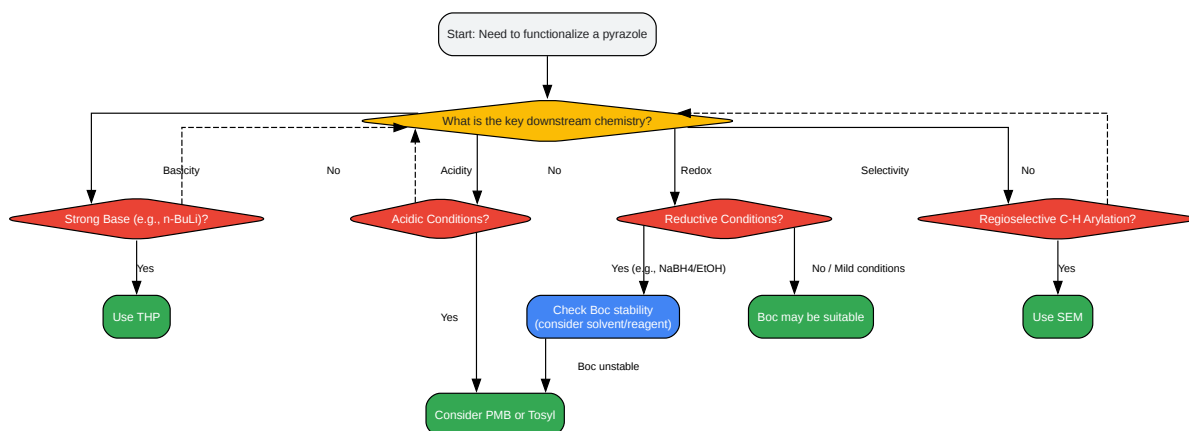 Start: Need to functionalize a pyrazole
What is the key downstream chemistry?
Basicity
No
Acidity
No
Redox
Selectivity
No
Strong Base (e.g., n-BuLi)?
Acidic Conditions?
Reductive Conditions?
Regioselective C-H Arylation?
Yes
Yes (e.g., NaBH4/EtOH)
No / Mild conditions
Yes
Use THP
Yes
Check Boc stability
(consider solvent/reagent)
Boc may be suitable
Use SEM
Boc unstable
Consider PMB or Tosyl